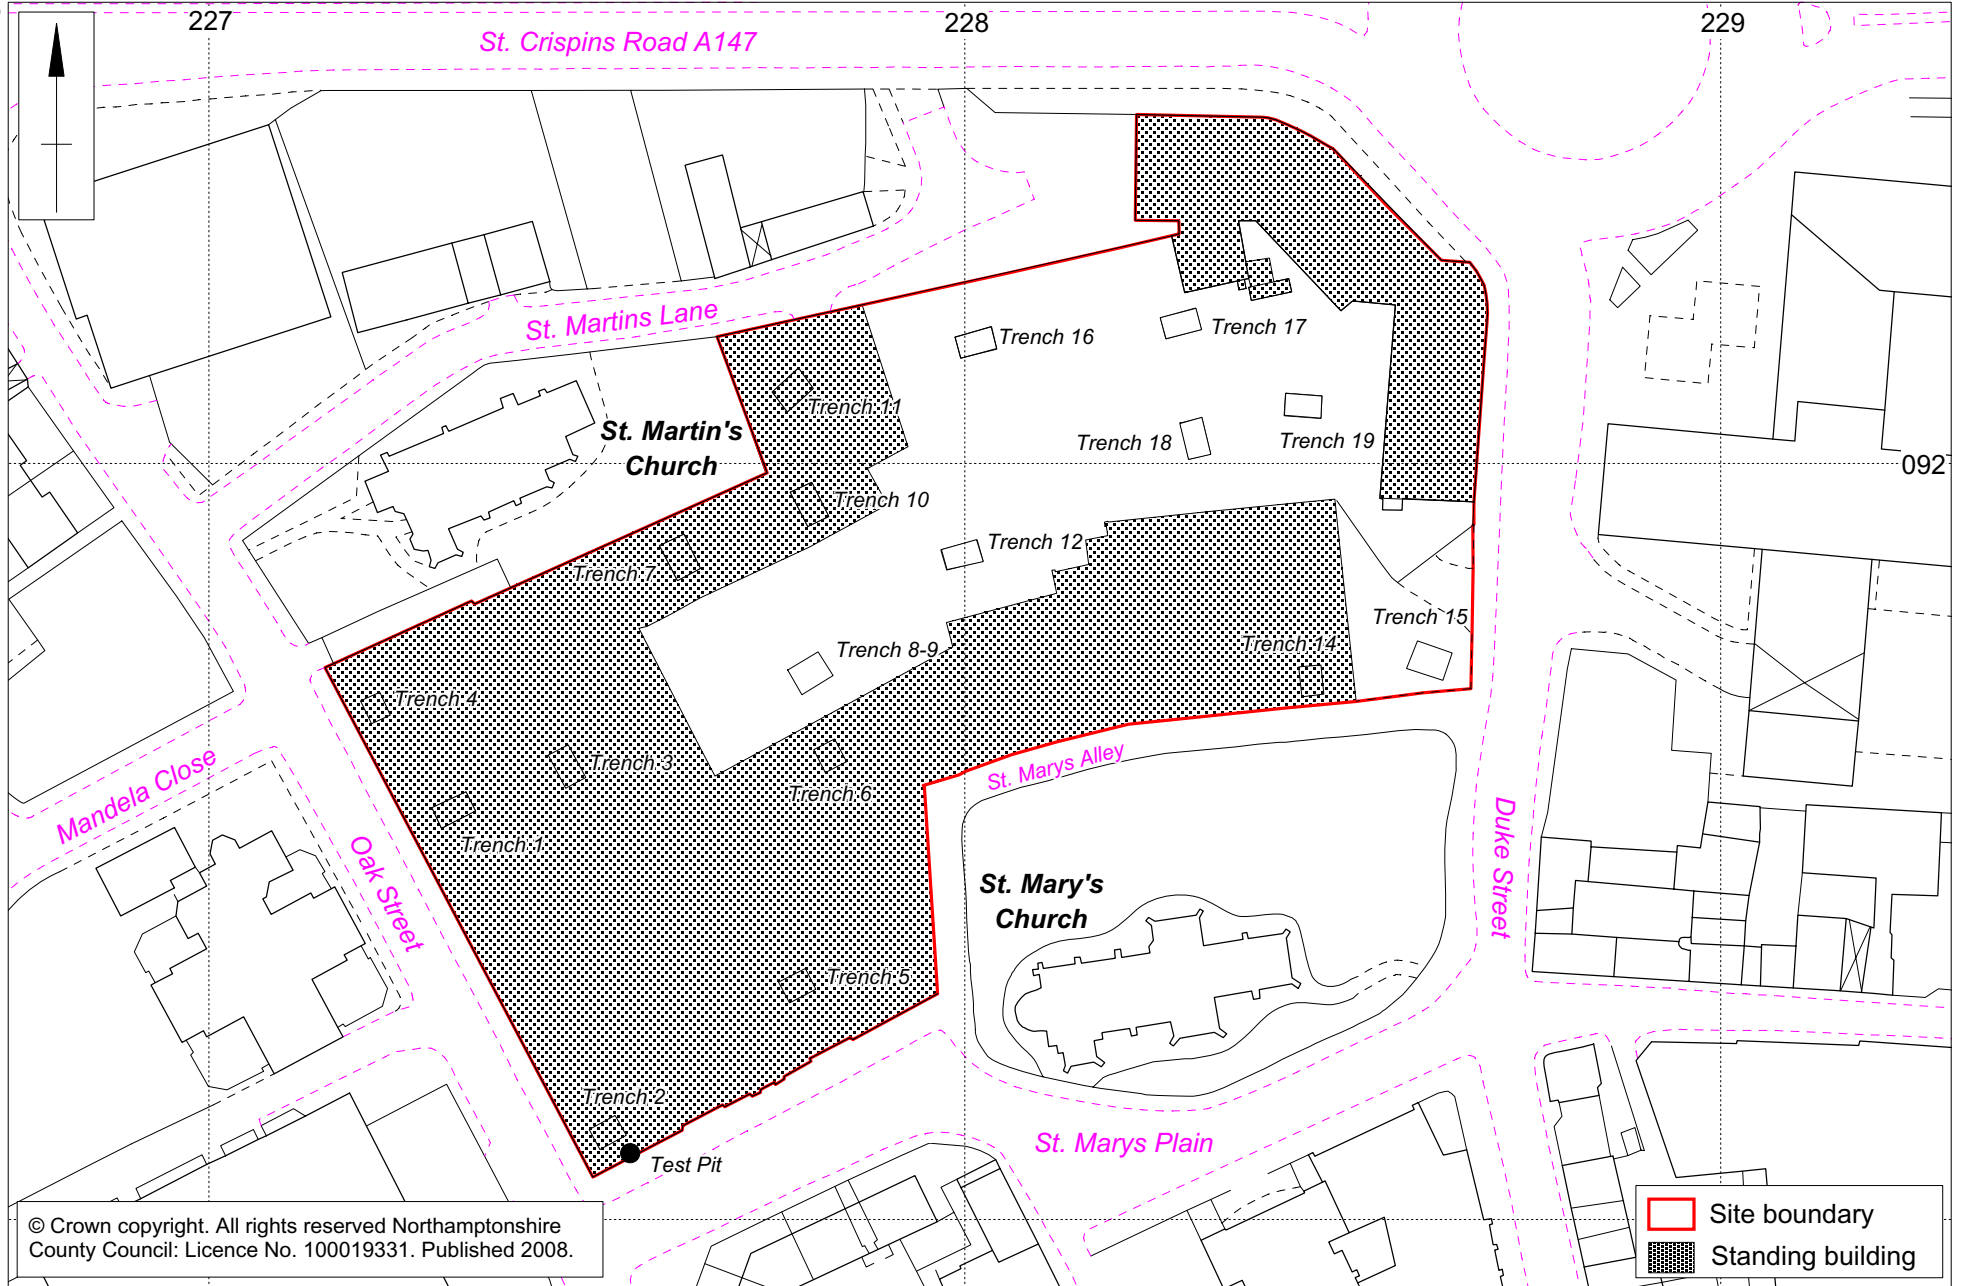 227
228
229
St. Crispins Road A147
St. Martins Lane
Trench 16
Trench 17
Trench 11
St. Martin's
Church
Trench 18
Trench 19
092
Trench 10
Trench 12
Trench 7
Trench 15
Trench 14
Trench 8-9
Trench 4
Trench 3
St. Marys Alley
Mandela Close
Trench 6
Trench 1
Oak Street
Duke Street
St. Mary's
Church
Trench 5
Trench 2
Test Pit
St. Marys Plain
© Crown copyright. All rights reserved Northamptonshire
County Council: Licence No. 100019331. Published 2008.
Site boundary
Standing building